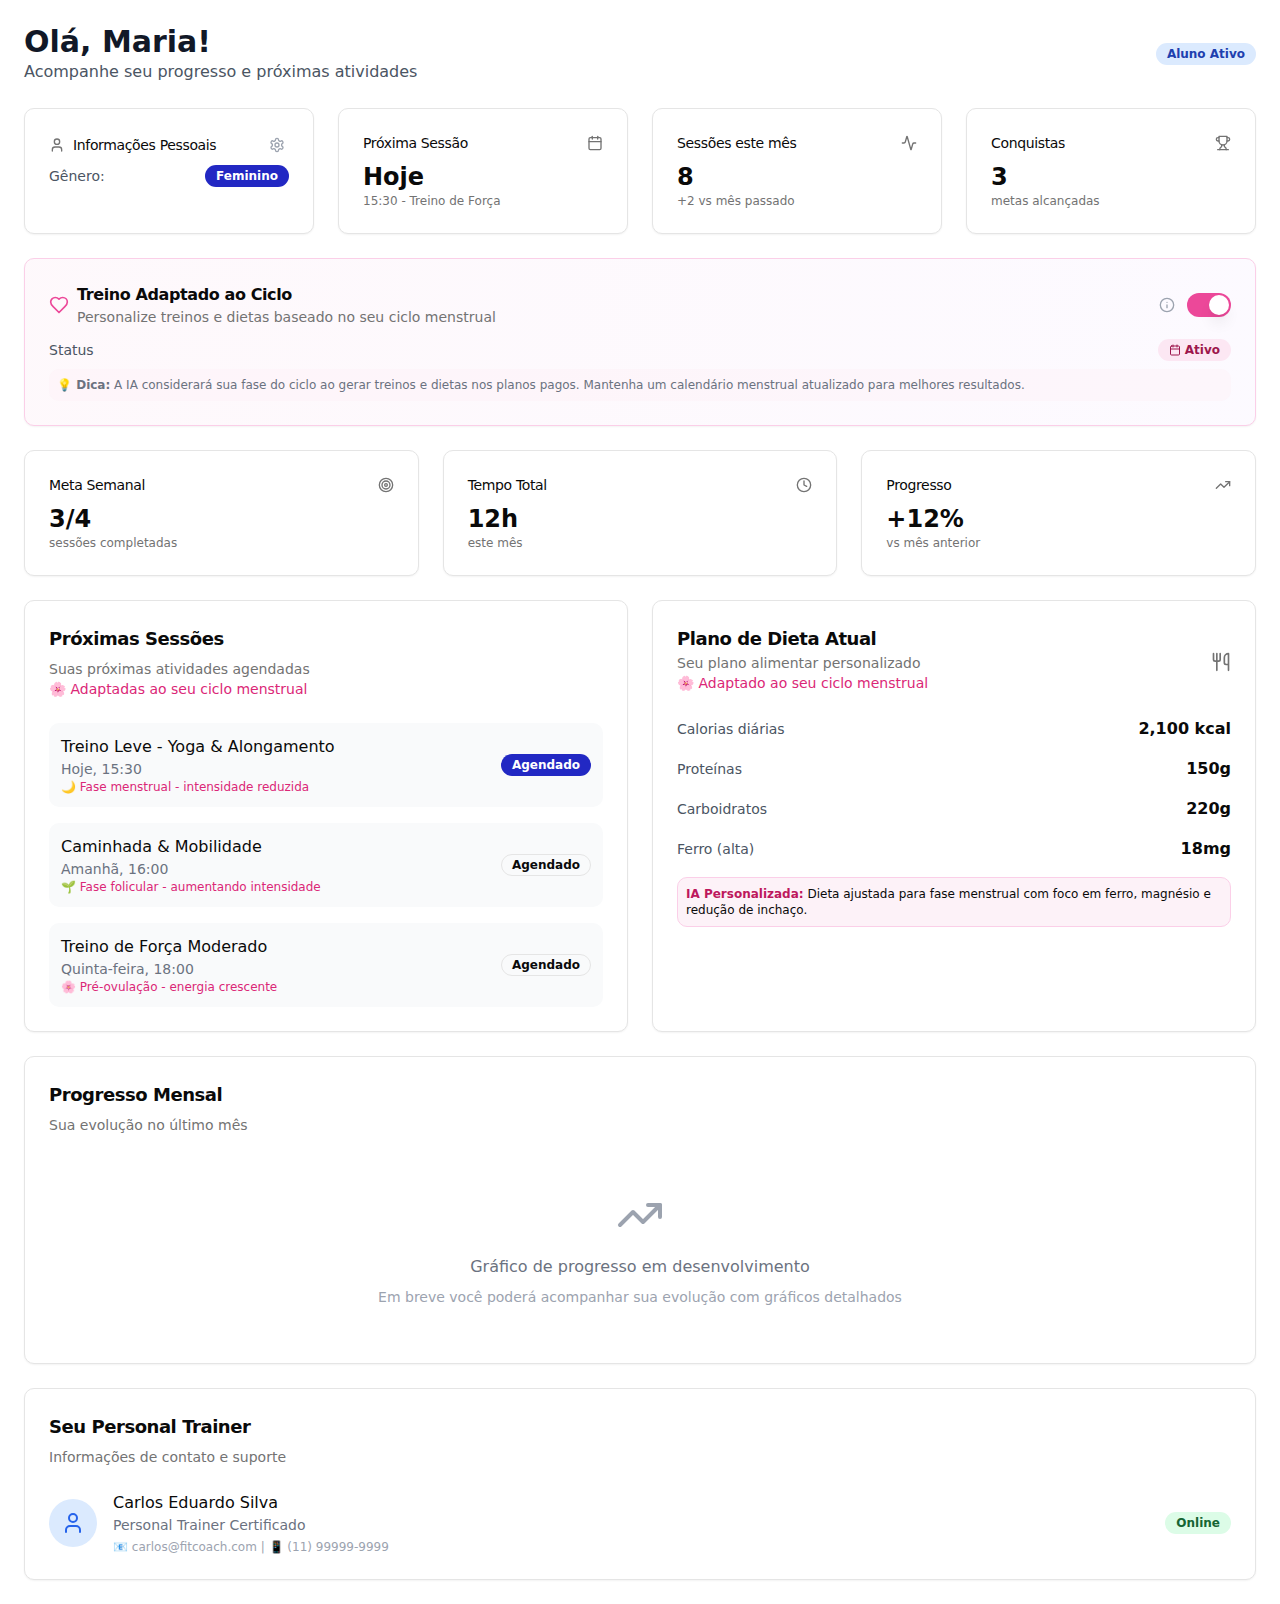 Olá, Maria!
Acompanhe seu progresso e próximas atividades
Aluno Ativo
Informações Pessoais
Gênero:
Feminino
Próxima Sessão
Hoje
15:30 - Treino de Força
Sessões este mês
8
+2 vs mês passado
Conquistas
3
metas alcançadas
Treino Adaptado ao Ciclo
Personalize treinos e dietas baseado no seu ciclo menstrual
Status
Ativo
💡 Dica: A IA considerará sua fase do ciclo ao gerar treinos e dietas nos planos pagos. Mantenha um calendário menstrual atualizado para melhores resultados.
Meta Semanal
3/4
sessões completadas
Tempo Total
12h
este mês
Progresso
+12%
vs mês anterior
Próximas Sessões
Suas próximas atividades agendadas
🌸 Adaptadas ao seu ciclo menstrual
Treino Leve - Yoga & Alongamento
Hoje, 15:30
🌙 Fase menstrual - intensidade reduzida
Agendado
Caminhada & Mobilidade
Amanhã, 16:00
🌱 Fase folicular - aumentando intensidade
Agendado
Treino de Força Moderado
Quinta-feira, 18:00
🌸 Pré-ovulação - energia crescente
Agendado
Plano de Dieta Atual
Seu plano alimentar personalizado
🌸 Adaptado ao seu ciclo menstrual
Calorias diárias
2,100 kcal
Proteínas
150g
Carboidratos
220g
Ferro (alta)
18mg
IA Personalizada: Dieta ajustada para fase menstrual com foco em ferro, magnésio e
redução de inchaço.
Progresso Mensal
Sua evolução no último mês
Gráfico de progresso em desenvolvimento
Em breve você poderá acompanhar sua evolução com gráficos detalhados
Seu Personal Trainer
Informações de contato e suporte
Carlos Eduardo Silva
Personal Trainer Certificado
📧 carlos@fitcoach.com | 📱 (11) 99999-9999
Online